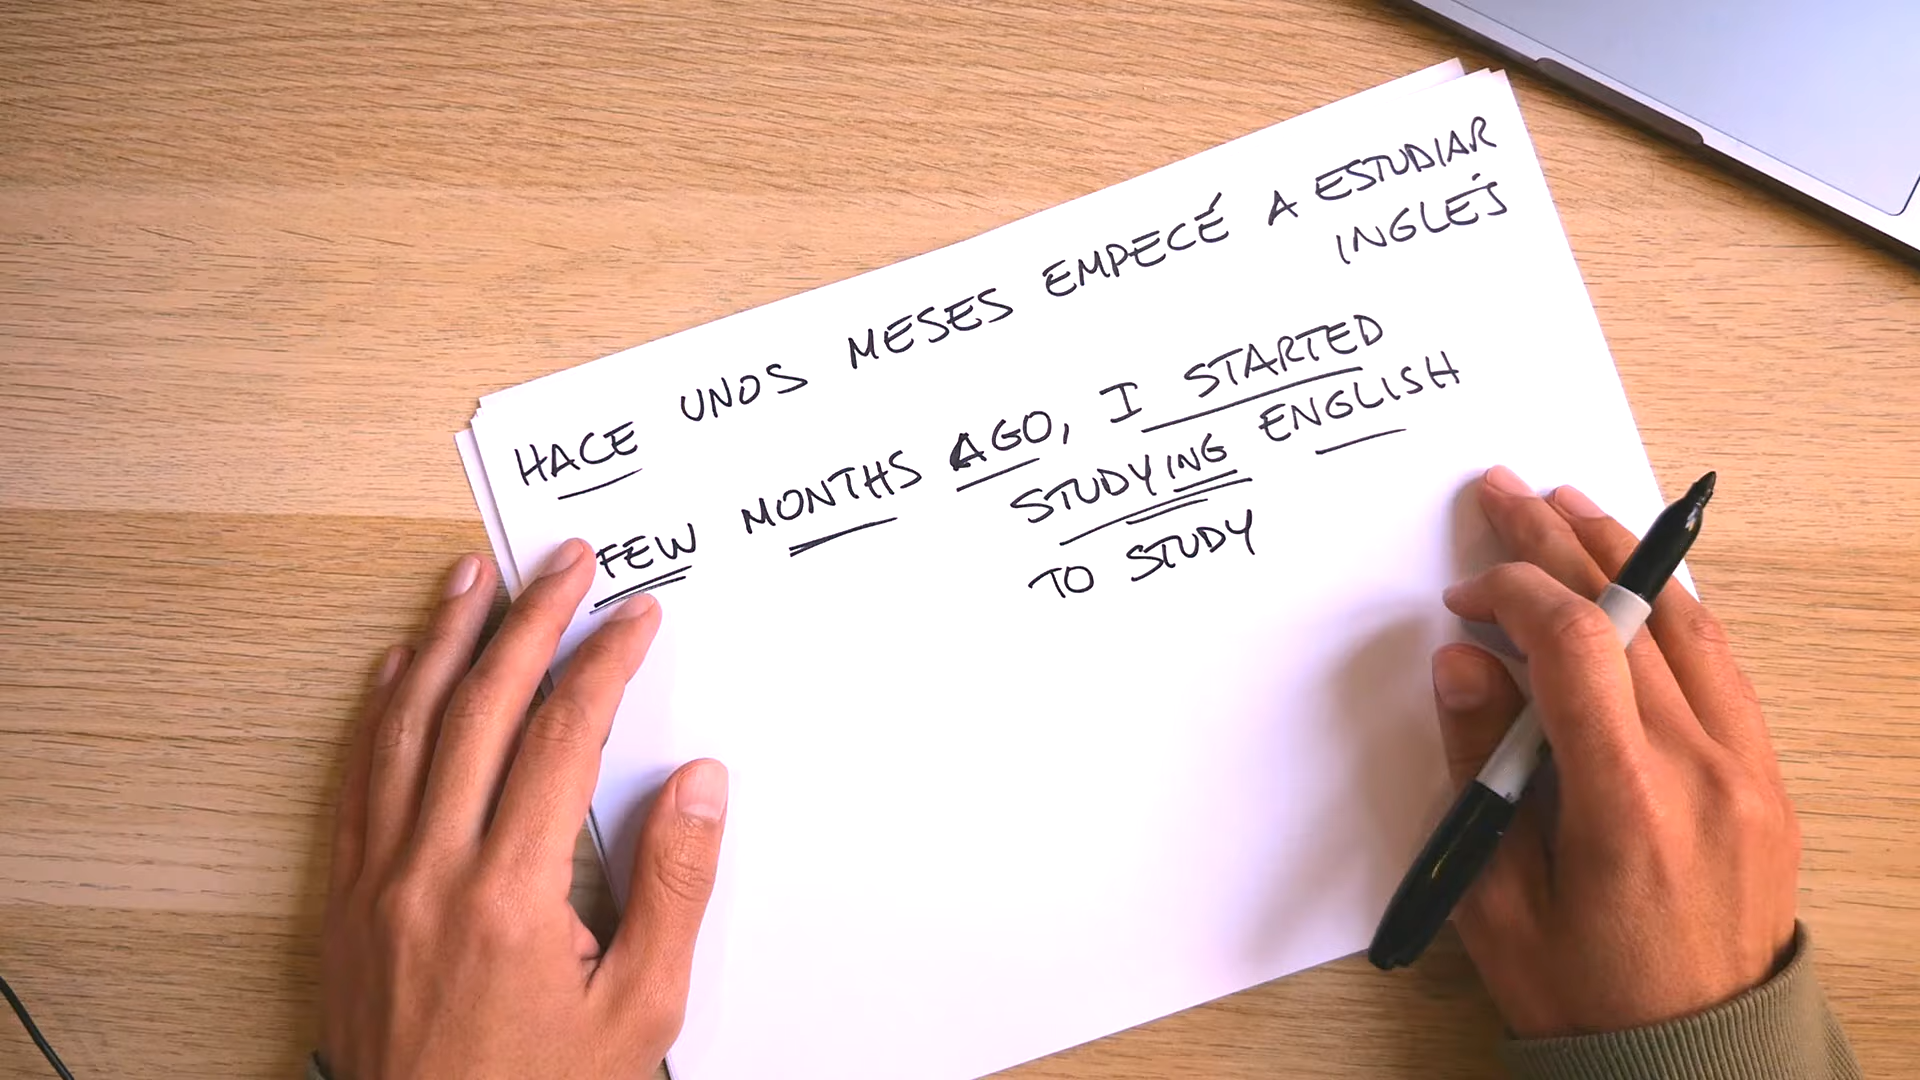 HACE UNOS MESES EMPECÉ A ESTUDIAR
INGLÉS
FEW MONTHS AGO, I STARTED
STUDYING ENGLISH
TO STUDY